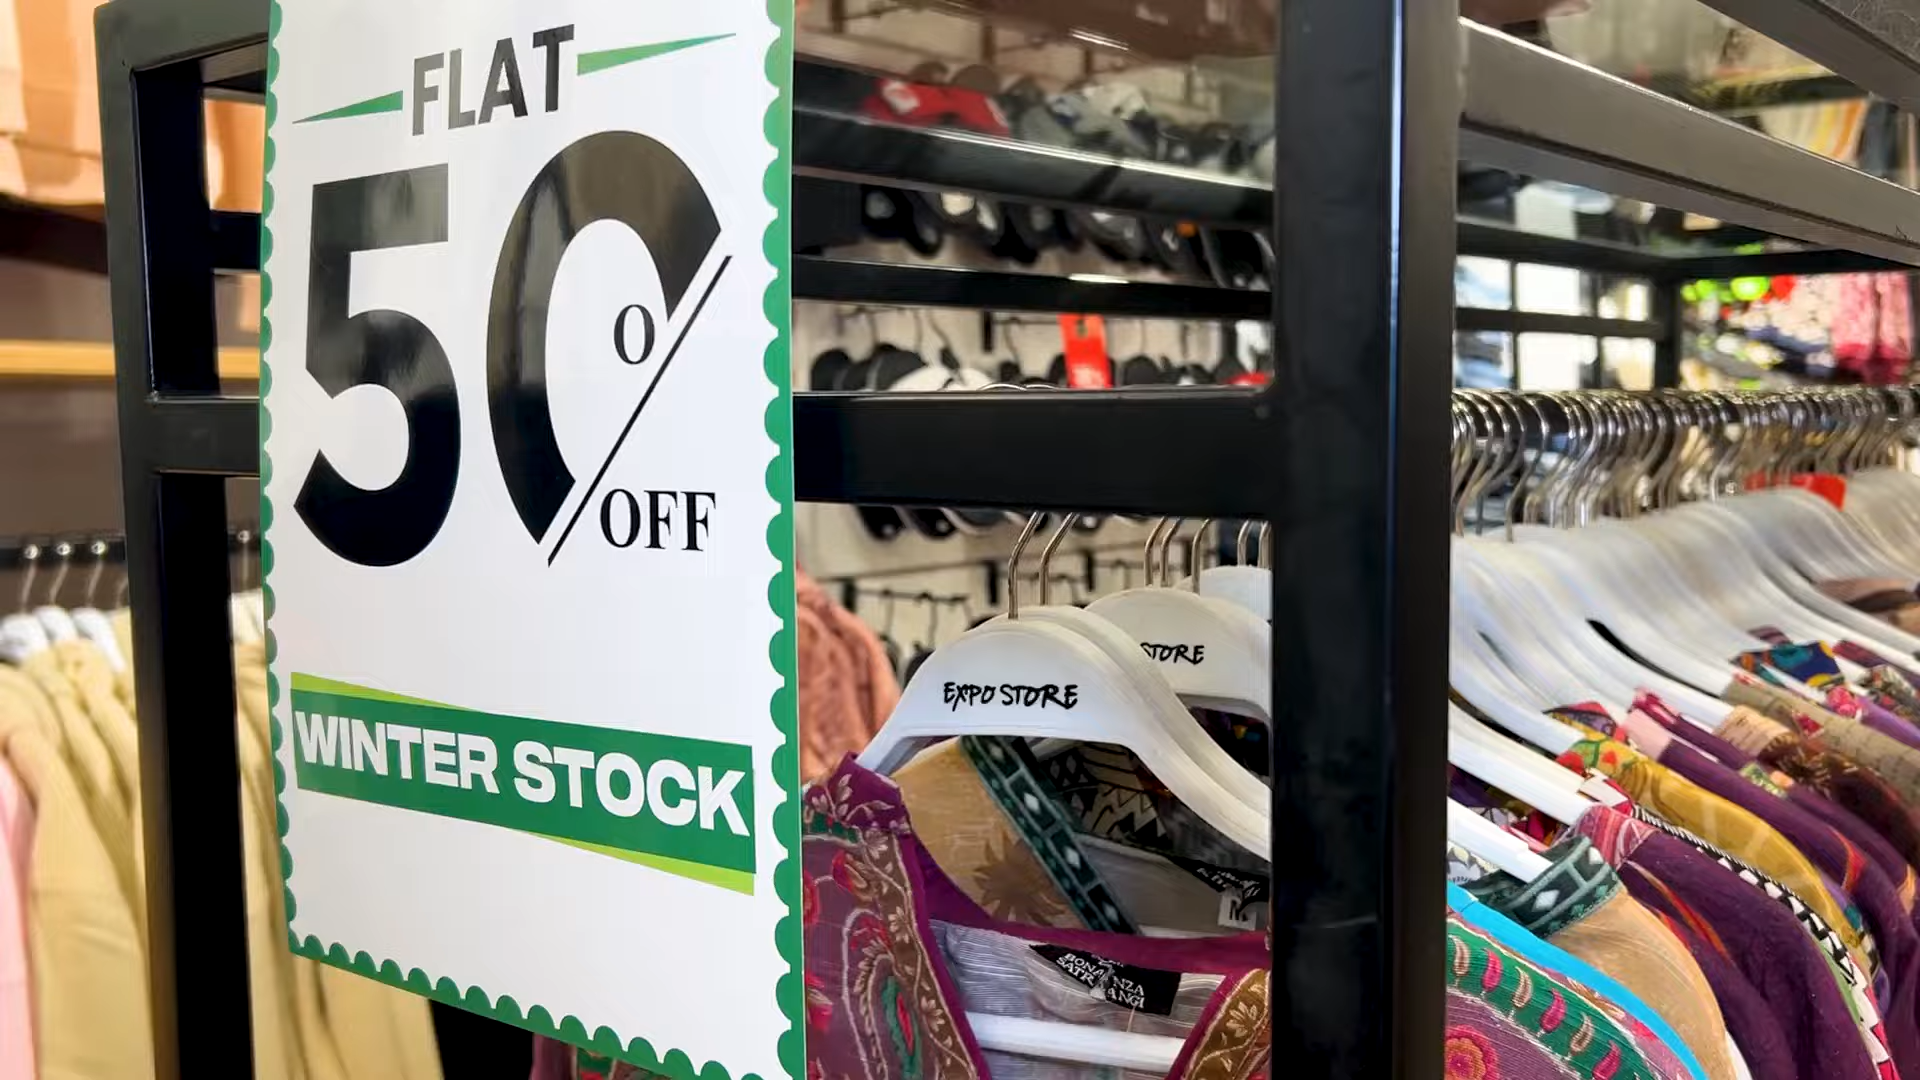 FLAT
50%
OFF
WINTER STOCK
EXPO STORE
STORE
BONANZA
SATRANGI
M